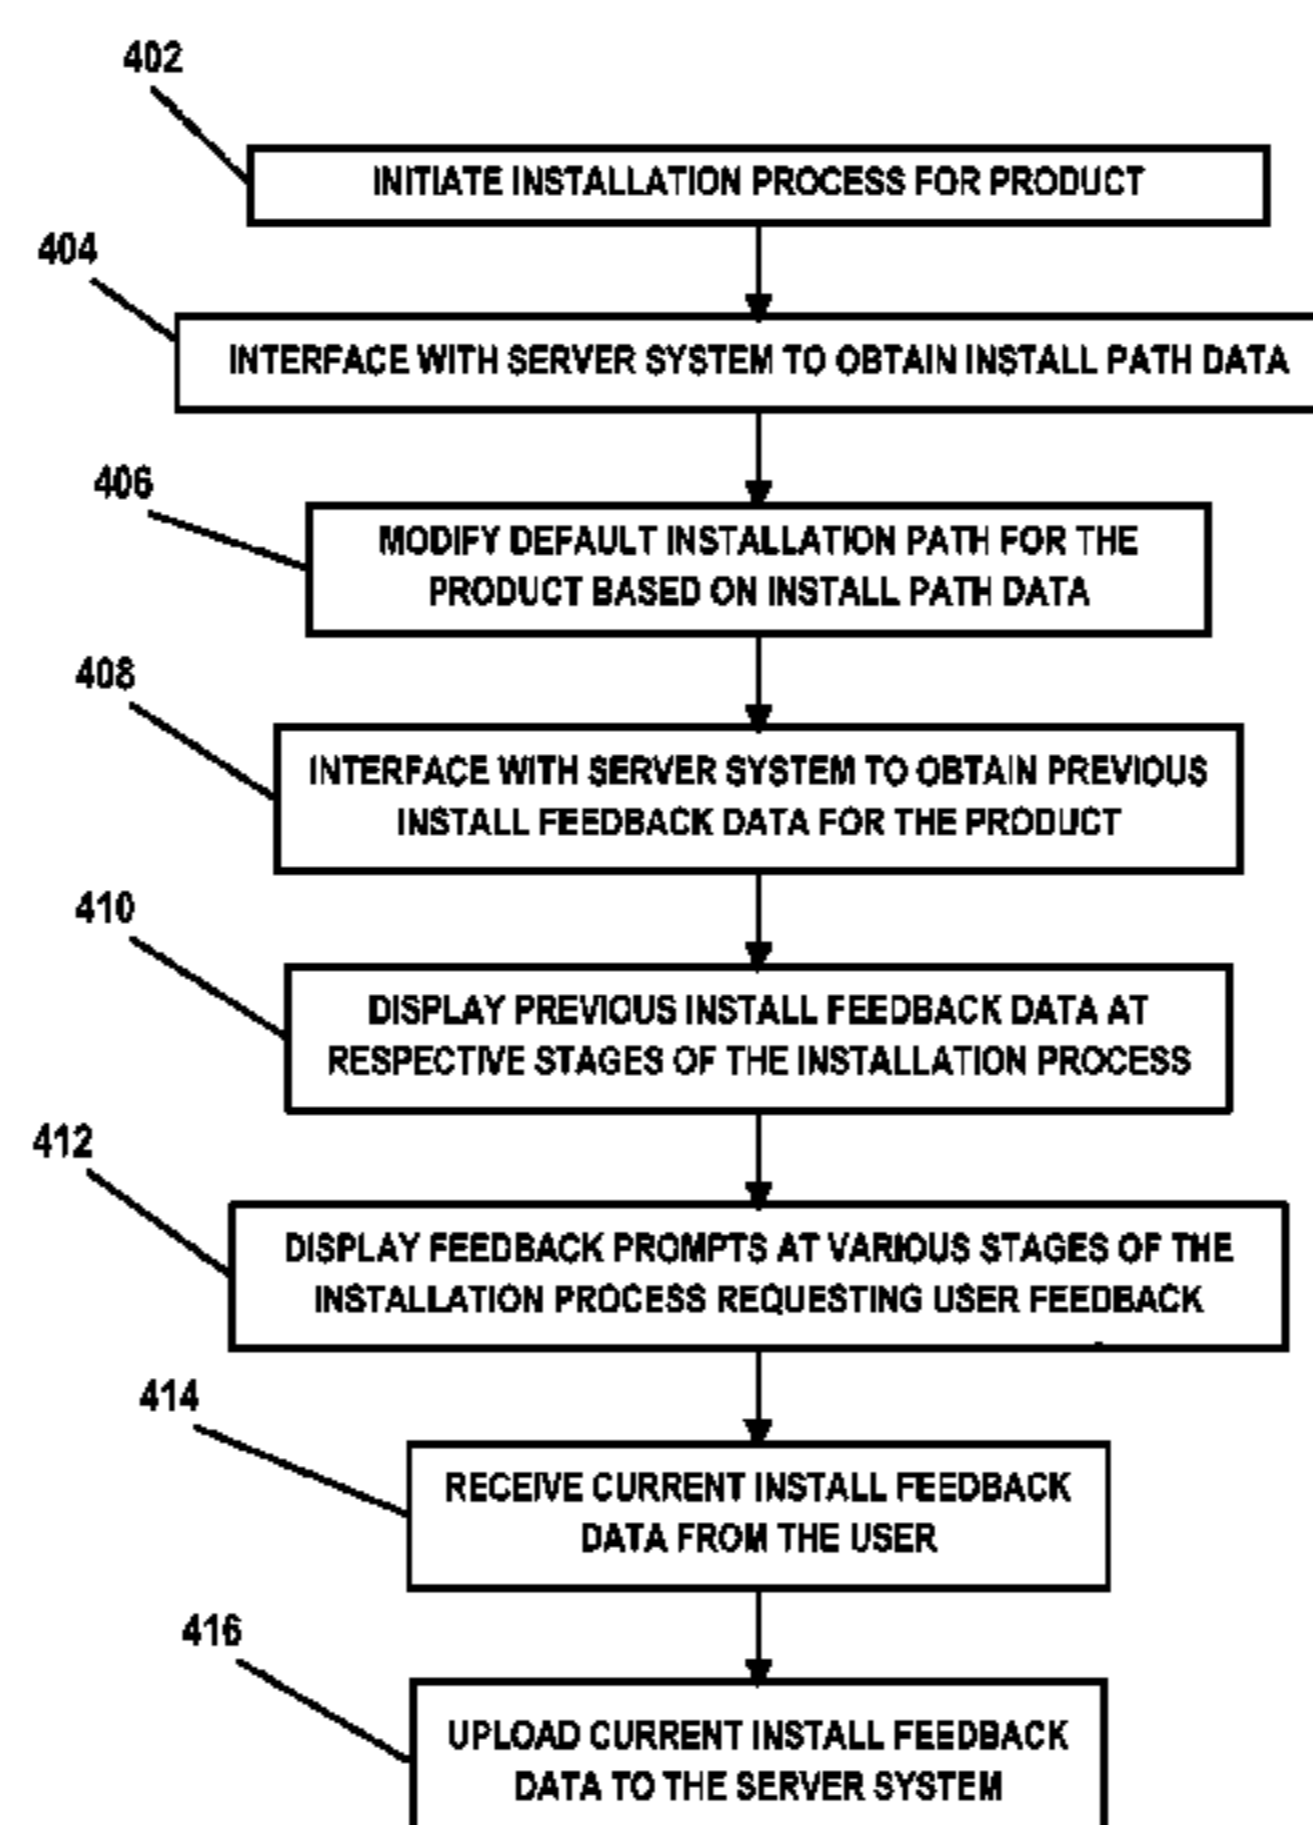 402
INITIATE INSTALLATION PROCESS FOR PRODUCT
404
INTERFACE WITH SERVER SYSTEM TO OBTAIN INSTALL PATH DATA
406
MODIFY DEFAULT INSTALLATION PATH FOR THE
PRODUCT BASED ON INSTALL PATH DATA
408
INTERFACE WITH SERVER SYSTEM TO OBTAIN PREVIOUS
INSTALL FEEDBACK DATA FOR THE PRODUCT
410
DISPLAY PREVIOUS INSTALL FEEDBACK DATA AT
RESPECTIVE STAGES OF THE INSTALLATION PROCESS
412
DISPLAY FEEDBACK PROMPTS AT VARIOUS STAGES OF THE
INSTALLATION PROCESS REQUESTING USER FEEDBACK
414
RECEIVE CURRENT INSTALL FEEDBACK
DATA FROM THE USER
416
UPLOAD CURRENT INSTALL FEEDBACK
DATA TO THE SERVER SYSTEM